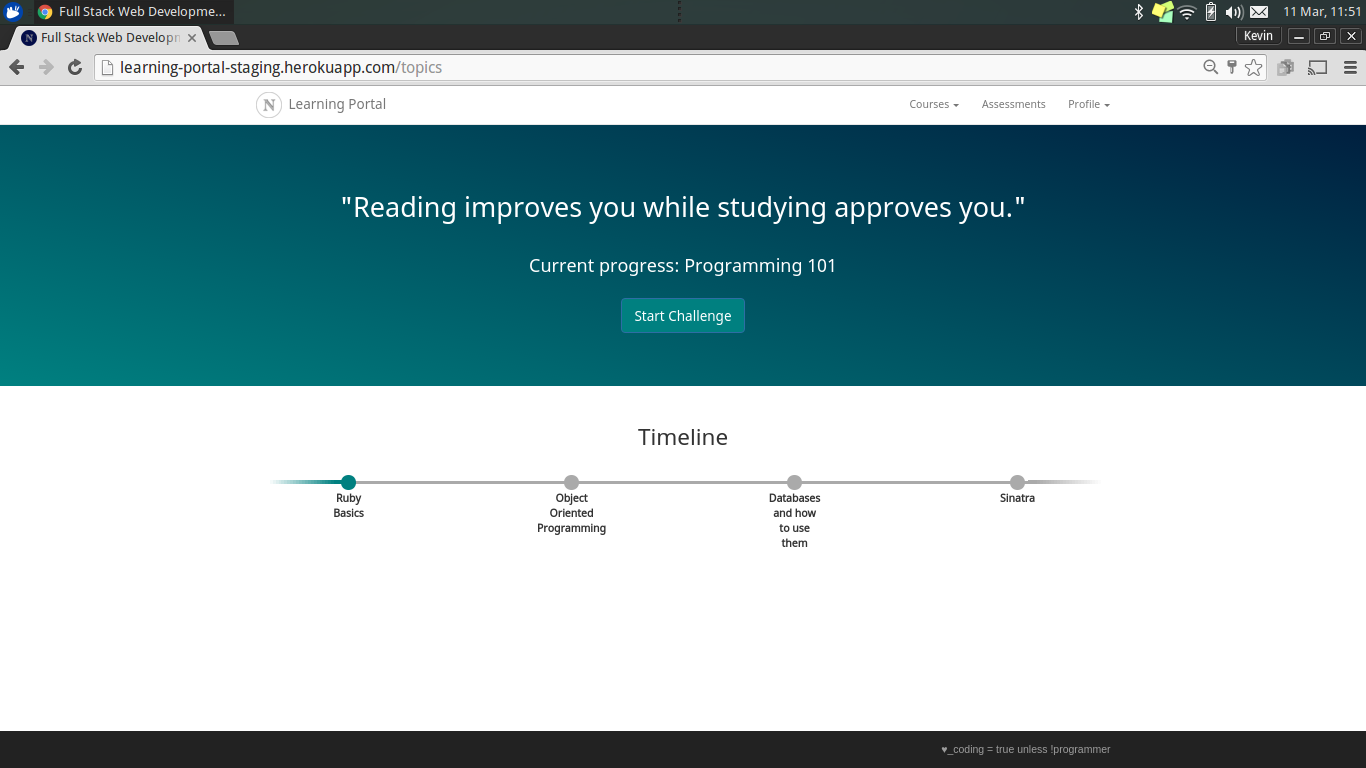 Full Stack Web Developme...
11 Mar, 11:51
Full Stack Web Develop
Kevin
learning-portal-staging.herokuapp.com/topics
N Learning Portal
Courses
Assessments
Profile
"Reading improves you while studying approves you."
Current progress: Programming 101
Start Challenge
Timeline
Ruby
Basics
Object
Oriented
Programming
Databases
and how
to use
them
Sinatra
♥_coding = true unless !programmer